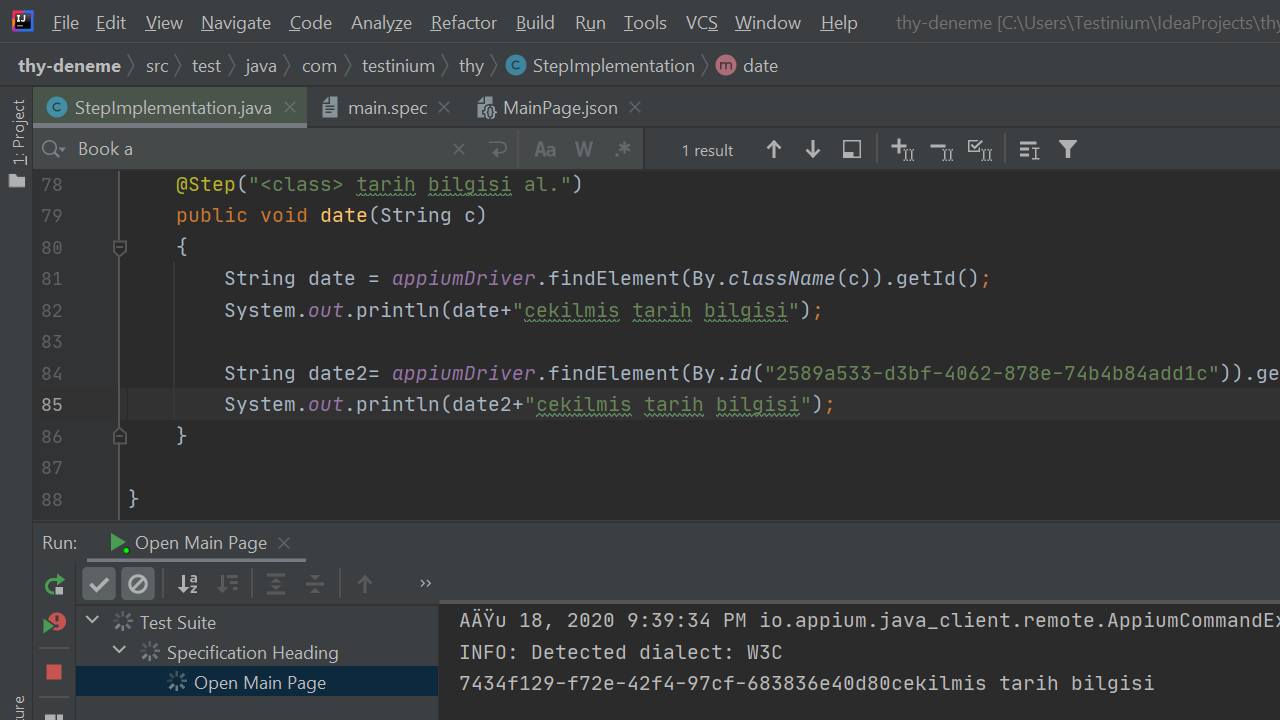 File Edit View Navigate Code Analyze Refactor Build Run Tools VCS Window Help thy-deneme [C:\Users\Testinium\IdeaProjects\thy
thy-deneme src test java com testinium thy StepImplementation date
1: Project
StepImplementation.java main.spec MainPage.json
Book a Aa W .* 1 result
78 @Step("<class> tarih bilgisi al.")
79 public void date(String c)
80 {
81 String date = appiumDriver.findElement(By.className(c)).getId();
82 System.out.println(date+"cekilmis tarih bilgisi");
83
84 String date2= appiumDriver.findElement(By.id("2589a533-d3bf-4062-878e-74b4b84add1c")).ge
85 System.out.println(date2+"cekilmis tarih bilgisi");
86 }
87
88 }
Run: Open Main Page
Test Suite
Specification Heading
Open Main Page
AÄŸu 18, 2020 9:39:34 PM io.appium.java_client.remote.AppiumCommandEx
INFO: Detected dialect: W3C
7434f129-f72e-42f4-97cf-683836e40d80cekilmis tarih bilgisi